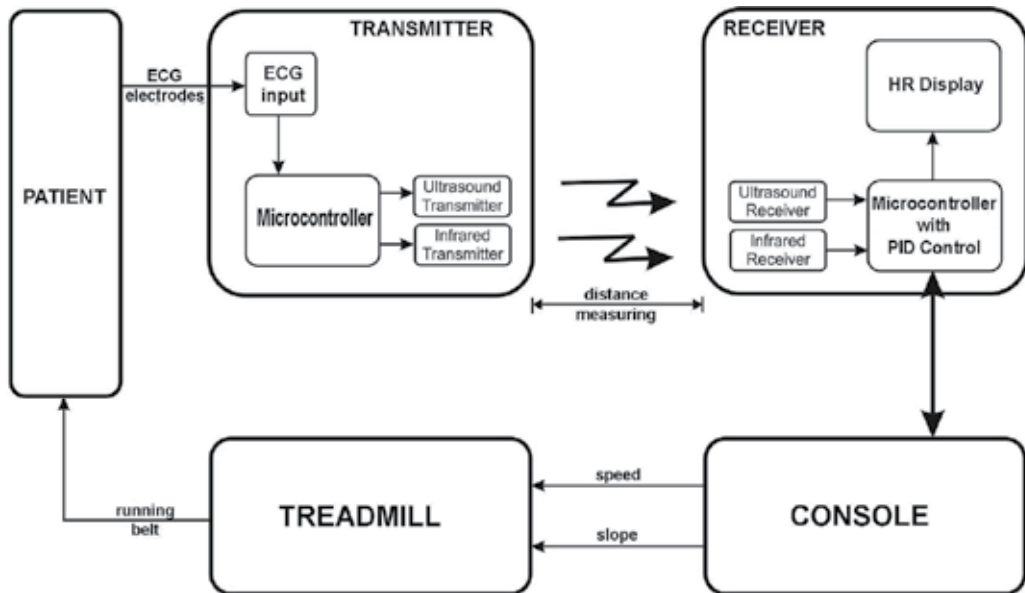 PATIENT
ECG
electrodes
TRANSMITTER
ECG
input
Microcontroller
Ultrasound
Transmitter
Infrared
Transmitter
distance
measuring
RECEIVER
HR Display
Ultrasound
Receiver
Infrared
Receiver
Microcontroller
with
PID Control
running
belt
TREADMILL
speed
slope
CONSOLE